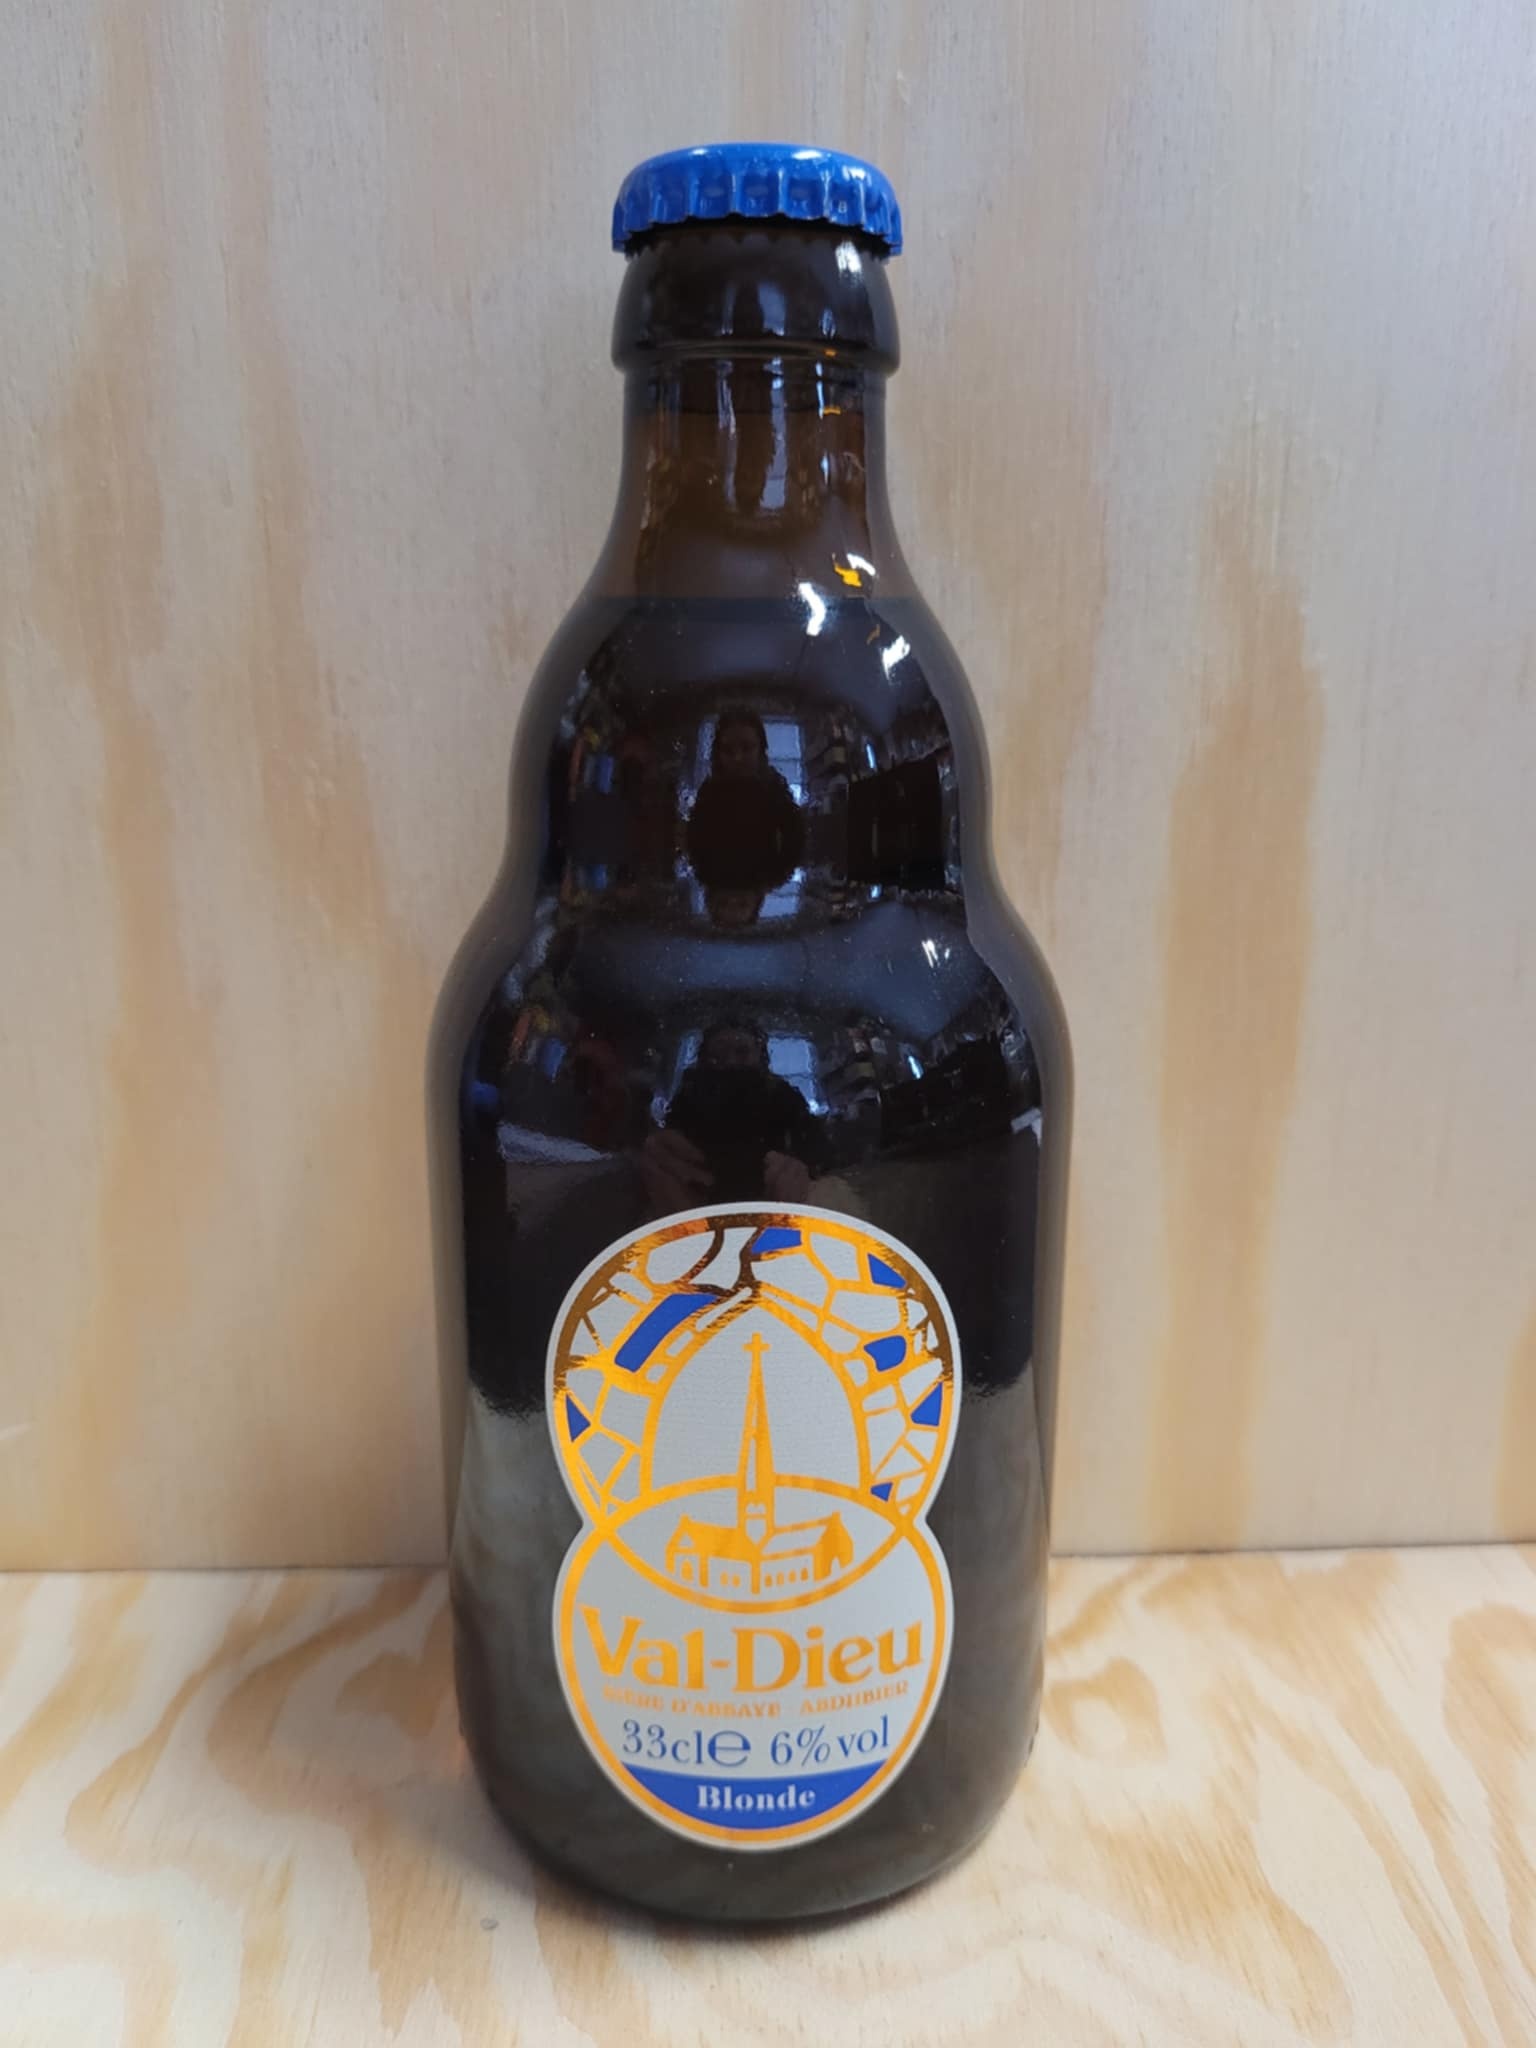 Val-Dieu
BIÈRE D'ABBAYE - ABDIJBIER
33cl℮ 6% vol
Blonde